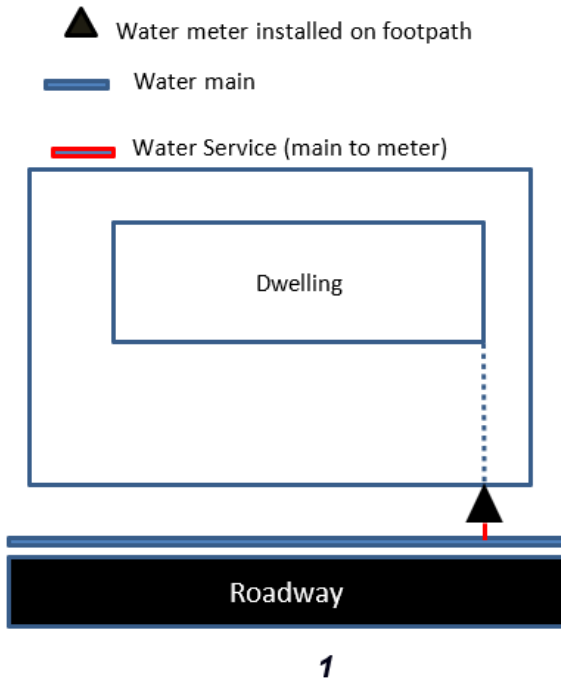 Water meter installed on footpath
Water main
Water Service (main to meter)
Dwelling
Roadway
1